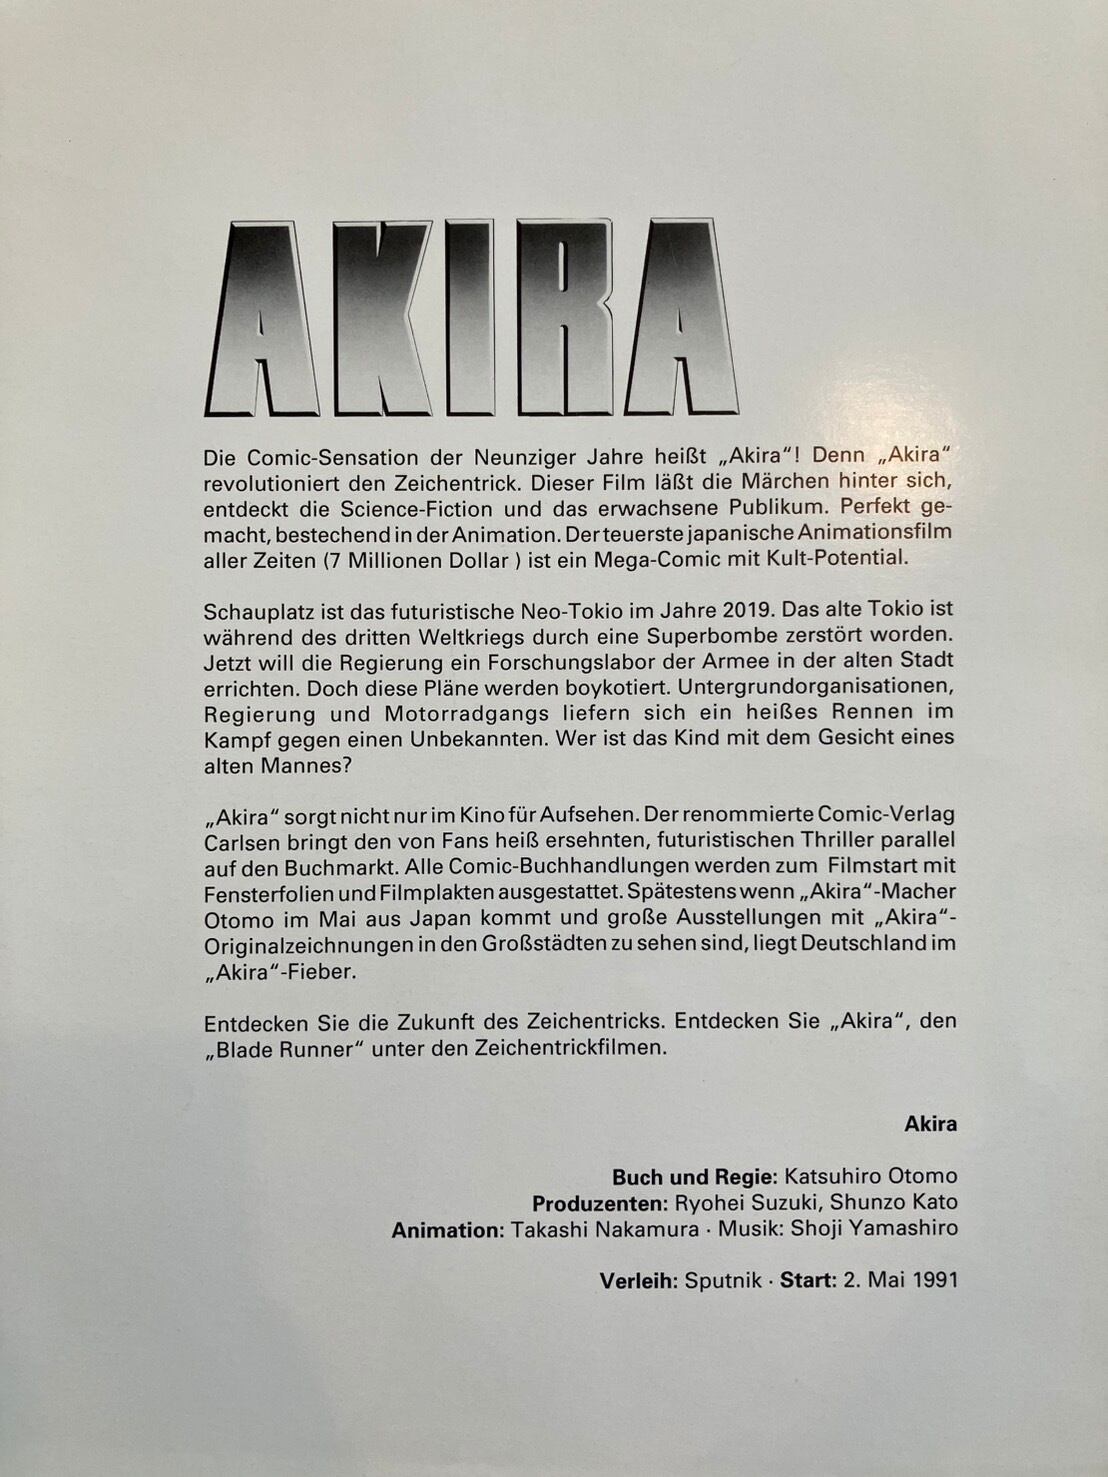 AKIRA
Die Comic-Sensation der Neunziger Jahre heißt „Akira“! Denn „Akira“
revolutioniert den Zeichentrick. Dieser Film läßt die Märchen hinter sich,
entdeckt die Science-Fiction und das erwachsene Publikum. Perfekt ge-
macht, bestechend in der Animation. Der teuerste japanische Animationsfilm
aller Zeiten (7 Millionen Dollar ) ist ein Mega-Comic mit Kult-Potential.
Schauplatz ist das futuristische Neo-Tokio im Jahre 2019. Das alte Tokio ist
während des dritten Weltkriegs durch eine Superbombe zerstört worden.
Jetzt will die Regierung ein Forschungslabor der Armee in der alten Stadt
errichten. Doch diese Pläne werden boykotiert. Untergrundorganisationen,
Regierung und Motorradgangs liefern sich ein heißes Rennen im
Kampf gegen einen Unbekannten. Wer ist das Kind mit dem Gesicht eines
alten Mannes?
„Akira“ sorgt nicht nur im Kino für Aufsehen. Der renommierte Comic-Verlag
Carlsen bringt den von Fans heiß ersehnten, futuristischen Thriller parallel
auf den Buchmarkt. Alle Comic-Buchhandlungen werden zum Filmstart mit
Fensterfolien und Filmplakten ausgestattet. Spätestens wenn „Akira“-Macher
Otomo im Mai aus Japan kommt und große Ausstellungen mit „Akira“-
Originalzeichnungen in den Großstädten zu sehen sind, liegt Deutschland im
„Akira“-Fieber.
Entdecken Sie die Zukunft des Zeichentricks. Entdecken Sie „Akira“, den
„Blade Runner“ unter den Zeichentrickfilmen.
Akira
Buch und Regie: Katsuhiro Otomo
Produzenten: Ryohei Suzuki, Shunzo Kato
Animation: Takashi Nakamura · Musik: Shoji Yamashiro
Verleih: Sputnik · Start: 2. Mai 1991